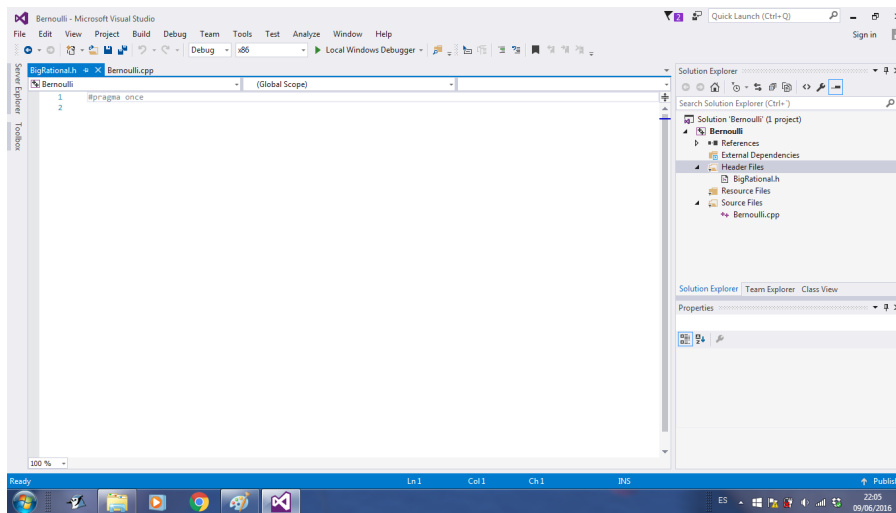 Bernoulli - Microsoft Visual Studio
2
Quick Launch (Ctrl+Q)
File Edit View Project Build Debug Team Tools Test Analyze Window Help
Sign in
Debug x86 Local Windows Debugger
Server Explorer
Toolbox
BigRational.h Bernoulli.cpp
Bernoulli (Global Scope)
1 #pragma once
2
100 %
Solution Explorer
Search Solution Explorer (Ctrl+´)
Solution 'Bernoulli' (1 project)
Bernoulli
References
External Dependencies
Header Files
BigRational.h
Resource Files
Source Files
Bernoulli.cpp
Solution Explorer Team Explorer Class View
Properties
Ready Ln 1 Col 1 Ch 1 INS Publis
ES
22:05
09/06/2016